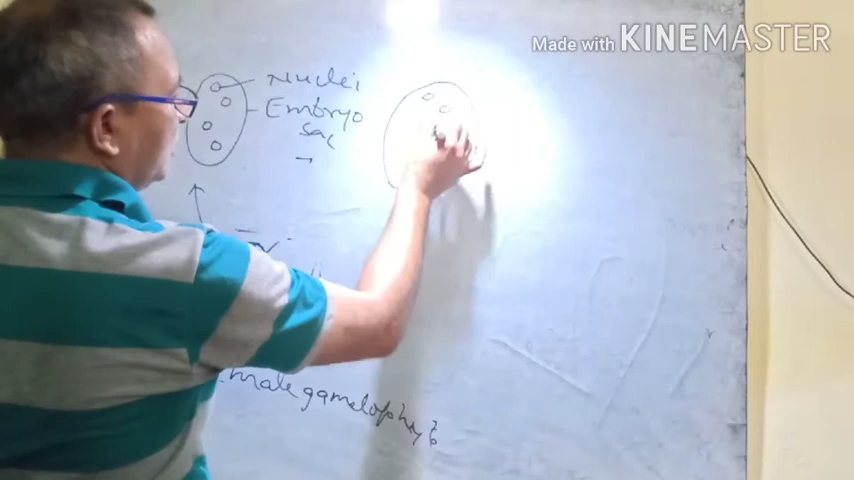 Made with KINEMASTER
Nuclei
Embryo
Sac
male gametophyte